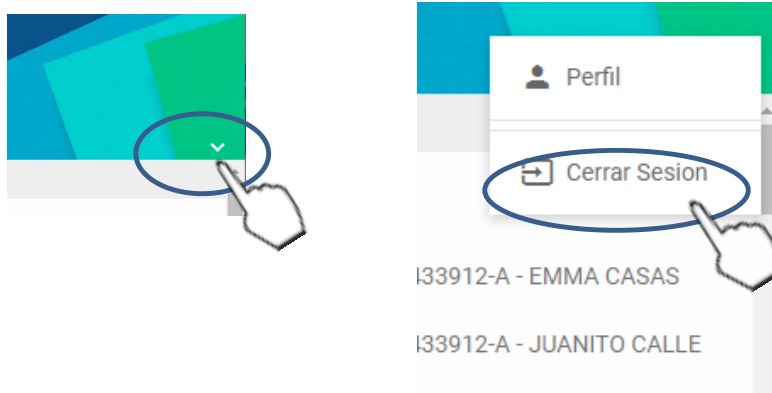 Perfil
Cerrar Sesion
433912-A - EMMA CASAS
433912-A - JUANITO CALLE